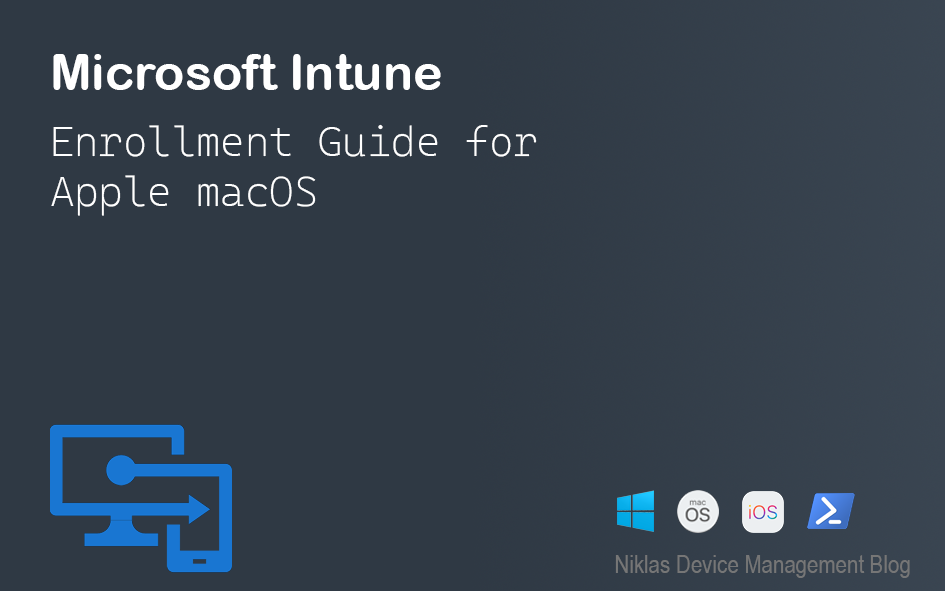 Microsoft Intune
Enrollment Guide for
Apple macOS
mac
OS
iOS
Niklas Device Management Blog